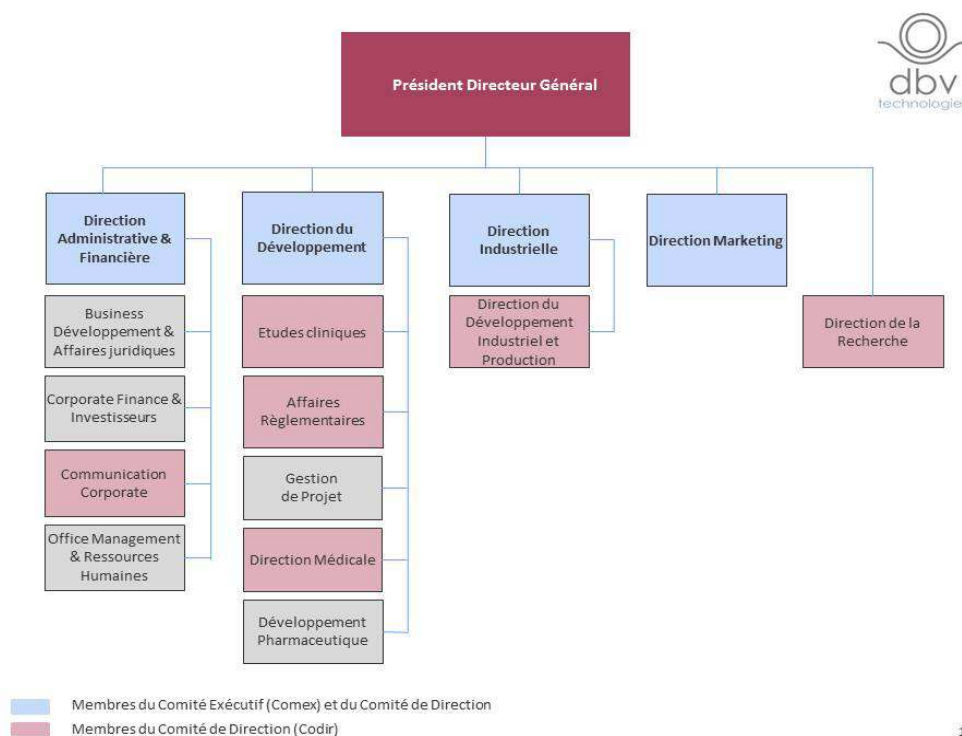 Président Directeur Général
dbv
technologie
Direction
Administrative &
Financière
Direction du
Développement
Direction
Industrielle
Direction Marketing
Business
Développement &
Affaires juridiques
Etudes cliniques
Direction du
Développement
Industriel et
Production
Direction de la
Recherche
Corporate Finance &
Investisseurs
Affaires
Règlementaires
Communication
Corporate
Gestion
de Projet
Office Management
& Ressources
Humaines
Direction Médicale
Développement
Pharmaceutique
Membres du Comité Exécutif (Comex) et du Comité de Direction
Membres du Comité de Direction (Codir)
1